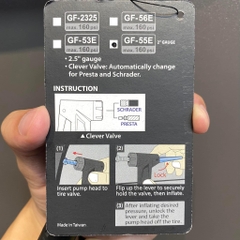 GF-2325
max. 160 psi
GF-56E
max. 160 psi
GF-53E
max. 160 psi
GF-55E 2" GAUGE
max. 160 psi
• 2.5" gauge
• Clever Valve: Automatically change
for Presta and Schrader.
INSTRUCTION
SCHRADER
PRESTA
▲ Clever Valve
(1)
(2)
Lock
Insert pump head to
tire valve.
Flip up the lever to securely
hold the valve, then inflate.
(3) After inflating desired
pressure, unlock the
lever and take the
pump head off the tire.
Made in Taiwan